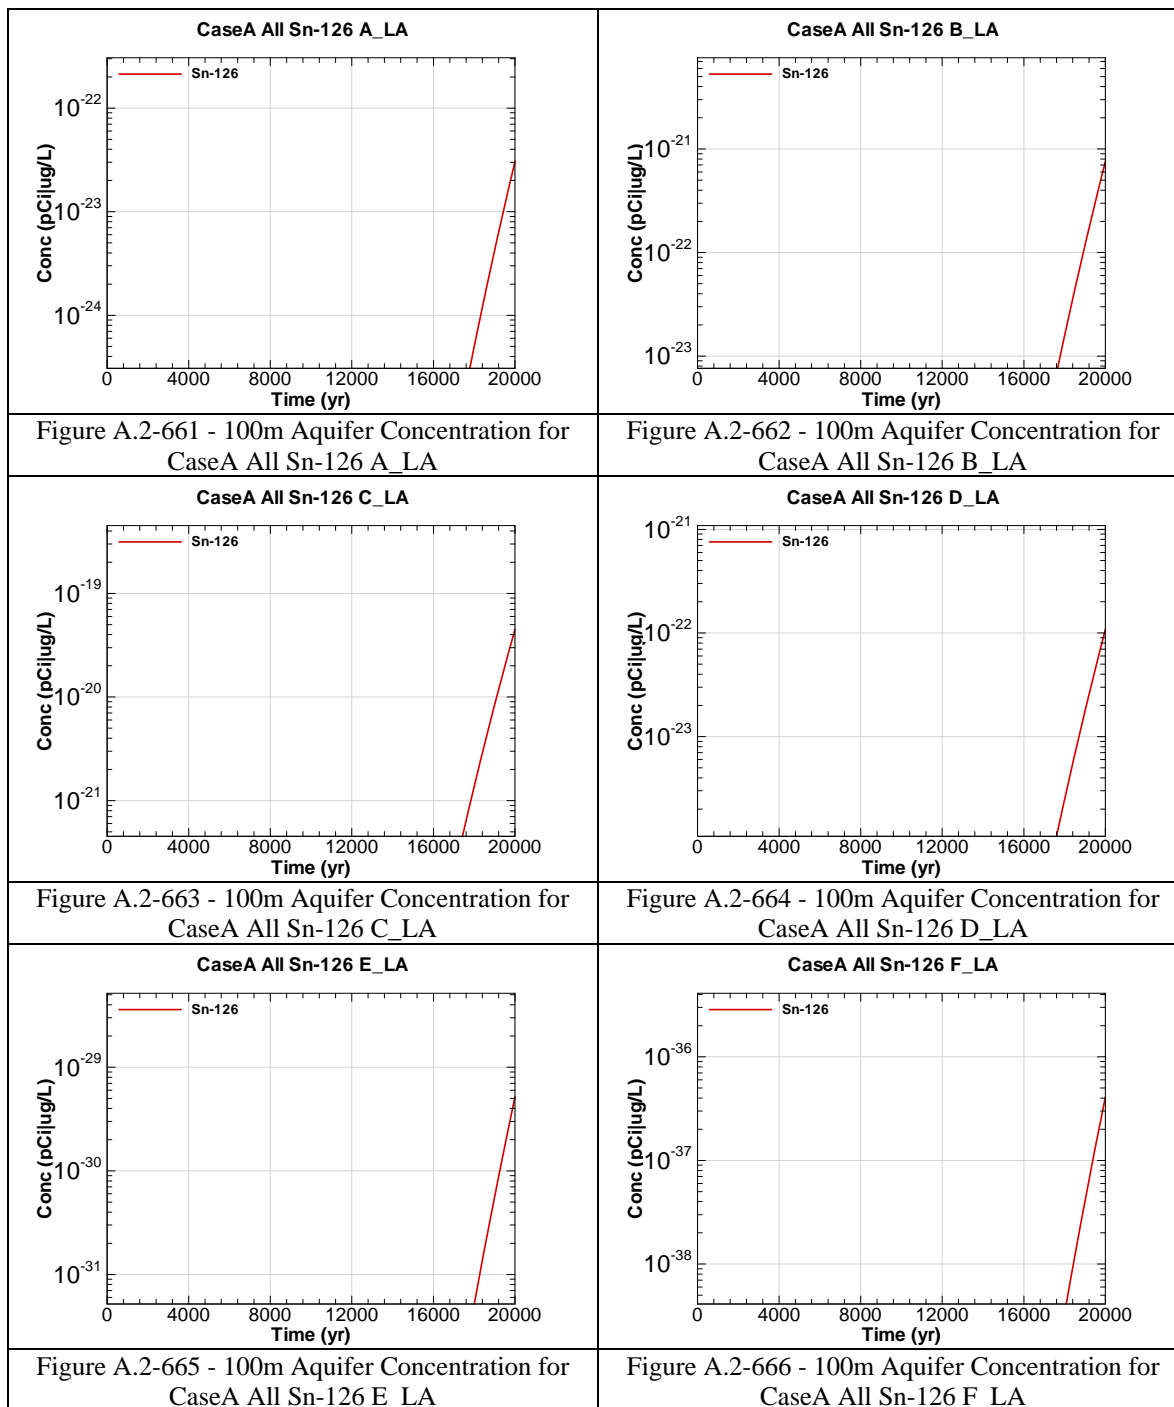 CaseA All Sn-126 A_LA
Sn-126
10-22
10-23
10-24
Conc (pCi|ug/L)
0 4000 8000 12000 16000 20000
Time (yr)
Figure A.2-661 - 100m Aquifer Concentration for
CaseA All Sn-126 A_LA
CaseA All Sn-126 B_LA
Sn-126
10-21
10-22
10-23
Conc (pCi|ug/L)
0 4000 8000 12000 16000 20000
Time (yr)
Figure A.2-662 - 100m Aquifer Concentration for
CaseA All Sn-126 B_LA
CaseA All Sn-126 C_LA
Sn-126
10-19
10-20
10-21
Conc (pCi|ug/L)
0 4000 8000 12000 16000 20000
Time (yr)
Figure A.2-663 - 100m Aquifer Concentration for
CaseA All Sn-126 C_LA
CaseA All Sn-126 D_LA
Sn-126
10-21
10-22
10-23
Conc (pCi|ug/L)
0 4000 8000 12000 16000 20000
Time (yr)
Figure A.2-664 - 100m Aquifer Concentration for
CaseA All Sn-126 D_LA
CaseA All Sn-126 E_LA
Sn-126
10-29
10-30
10-31
Conc (pCi|ug/L)
0 4000 8000 12000 16000 20000
Time (yr)
Figure A.2-665 - 100m Aquifer Concentration for
CaseA All Sn-126 E_LA
CaseA All Sn-126 F_LA
Sn-126
10-36
10-37
10-38
Conc (pCi|ug/L)
0 4000 8000 12000 16000 20000
Time (yr)
Figure A.2-666 - 100m Aquifer Concentration for
CaseA All Sn-126 F_LA